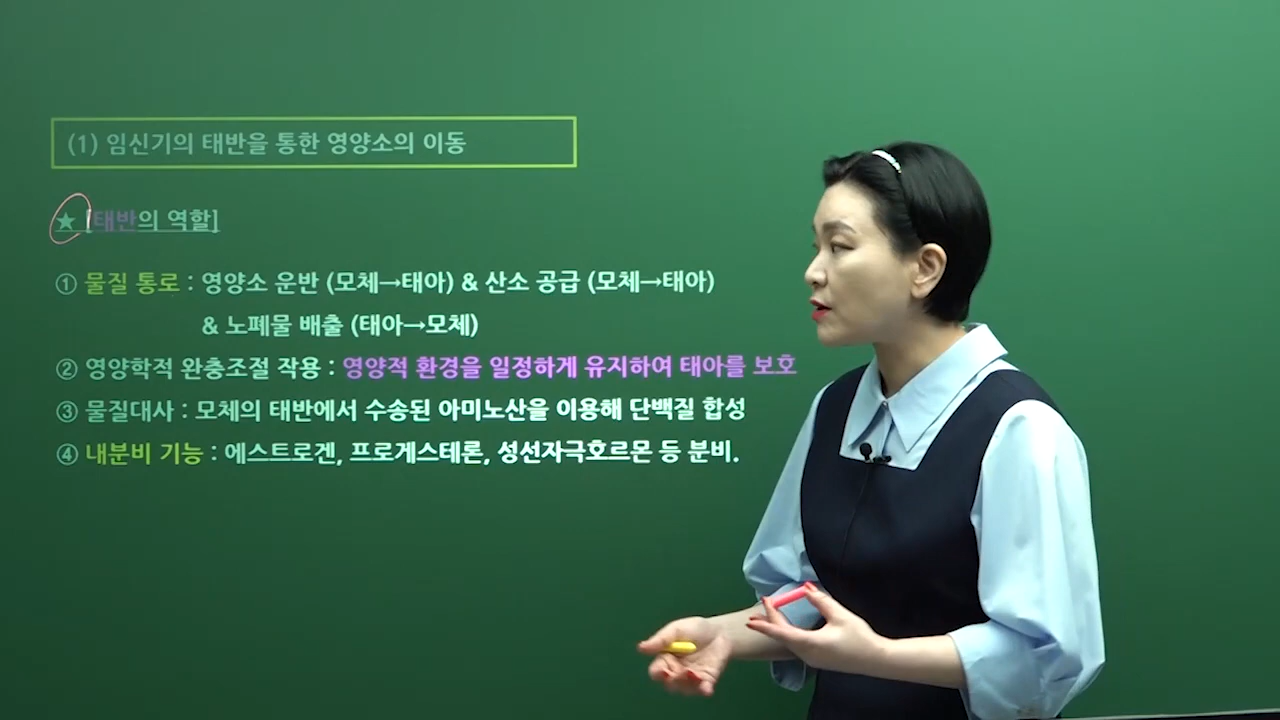 (1) 임신기의 태반을 통한 영양소의 이동
★ [태반의 역할]
① 물질 통로 : 영양소 운반 (모체→태아) & 산소 공급 (모체→태아)
& 노폐물 배출 (태아→모체)
② 영양학적 완충조절 작용 : 영양적 환경을 일정하게 유지하여 태아를 보호
③ 물질대사 : 모체의 태반에서 수송된 아미노산을 이용해 단백질 합성
④ 내분비 기능 : 에스트로겐, 프로게스테론, 성선자극호르몬 등 분비.